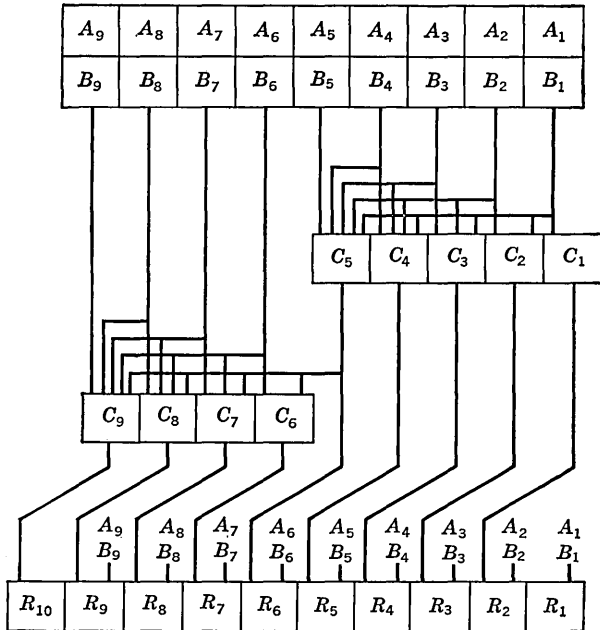 A₉ A₈ A₇ A₆ A₅ A₄ A₃ A₂ A₁
B₉ B₈ B₇ B₆ B₅ B₄ B₃ B₂ B₁
C₅ C₄ C₃ C₂ C₁
C₉ C₈ C₇ C₆
A₉ A₈ A₇ A₆ A₅ A₄ A₃ A₂ A₁
B₉ B₈ B₇ B₆ B₅ B₄ B₃ B₂ B₁
R₁₀ R₉ R₈ R₇ R₆ R₅ R₄ R₃ R₂ R₁